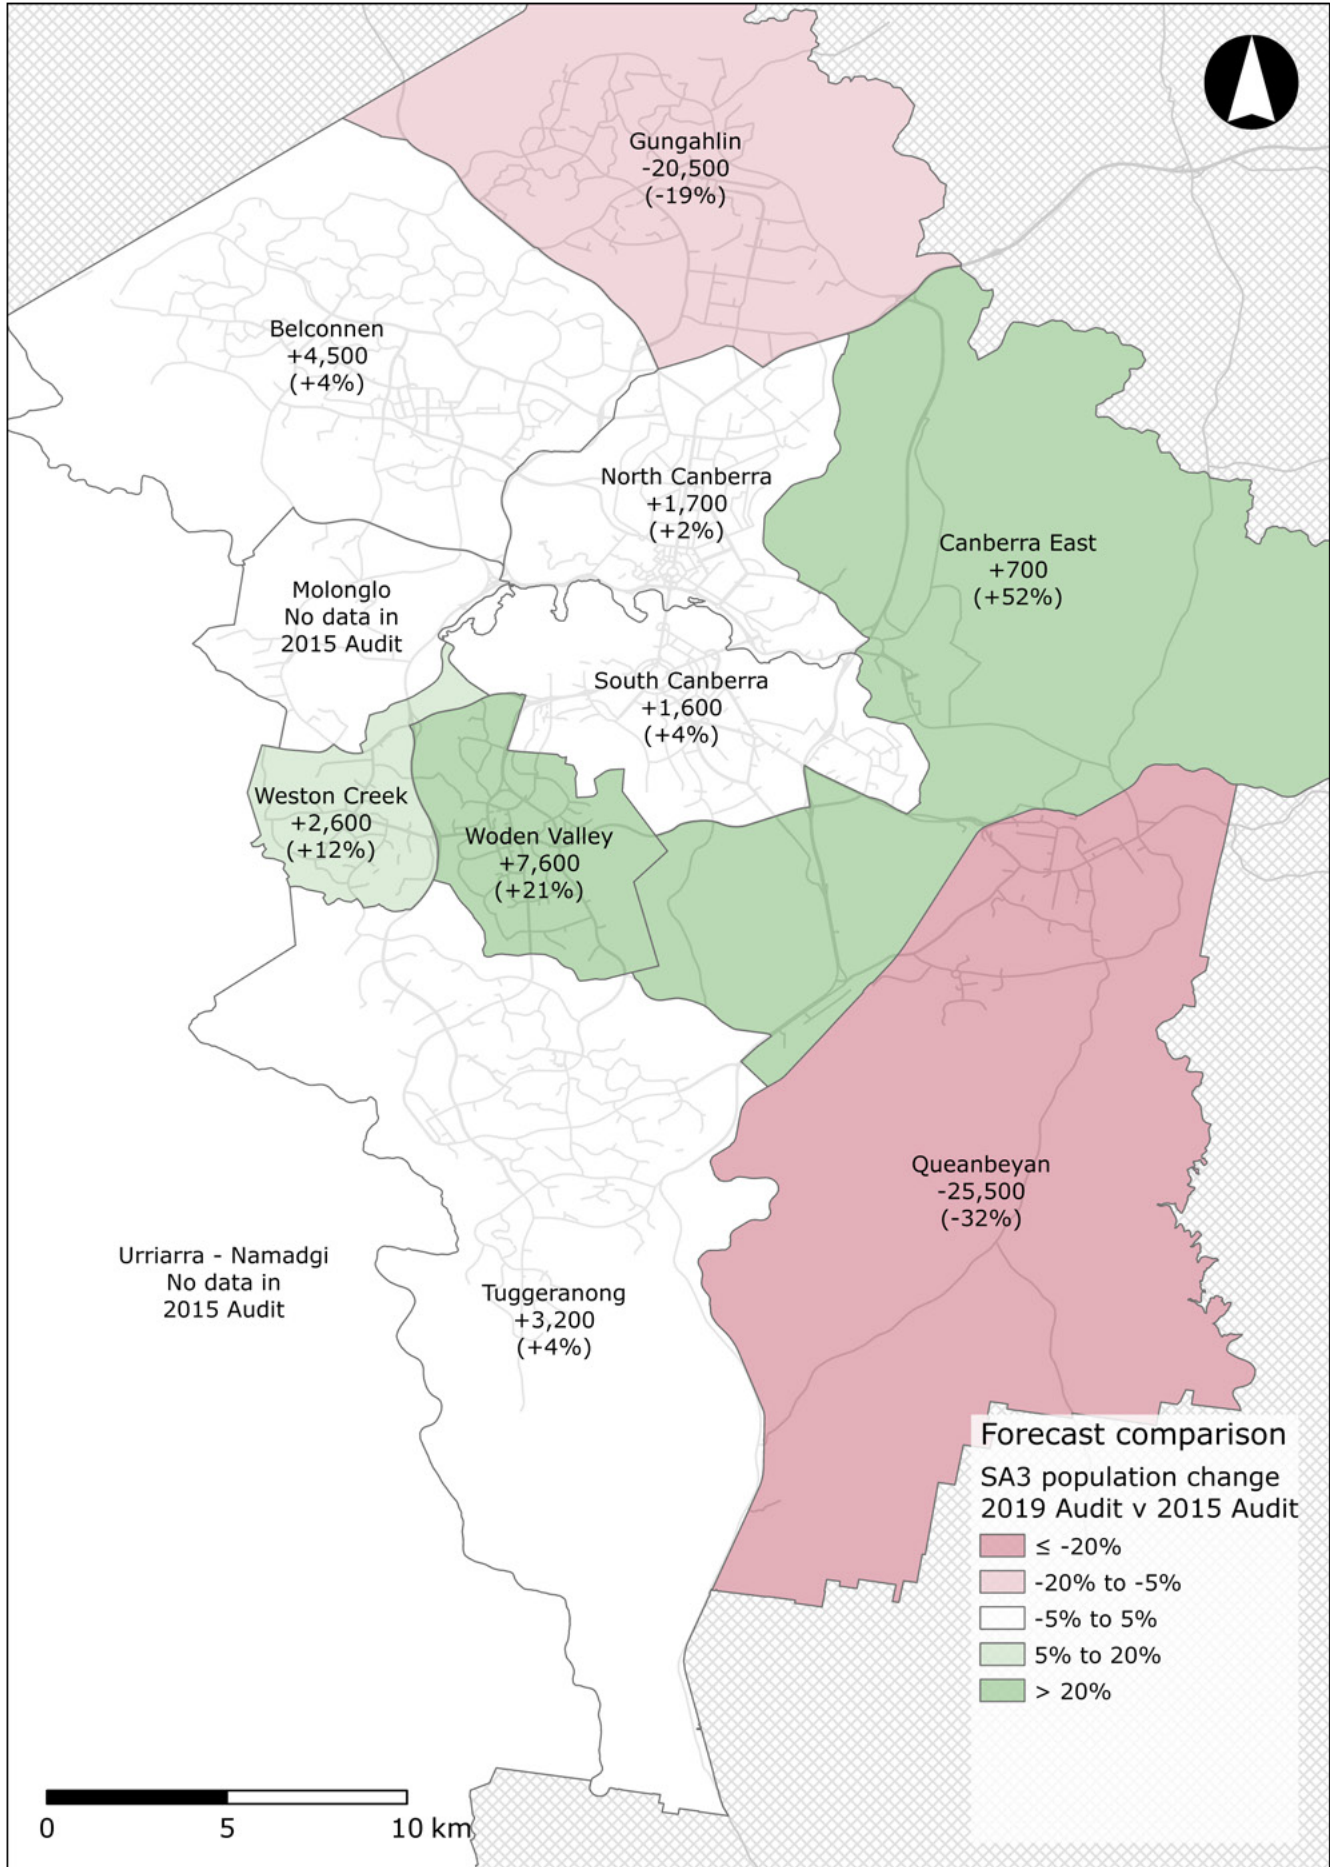 Gungahlin
-20,500
(-19%)
Belconnen
+4,500
(+4%)
North Canberra
+1,700
(+2%)
Canberra East
+700
(+52%)
Molonglo
No data in
2015 Audit
South Canberra
+1,600
(+4%)
Weston Creek
+2,600
(+12%)
Woden Valley
+7,600
(+21%)
Queanbeyan
-25,500
(-32%)
Urriarra - Namadgi
No data in
2015 Audit
Tuggeranong
+3,200
(+4%)
Forecast comparison
SA3 population change
2019 Audit v 2015 Audit
≤ -20%
-20% to -5%
-5% to 5%
5% to 20%
> 20%
0 5 10 km